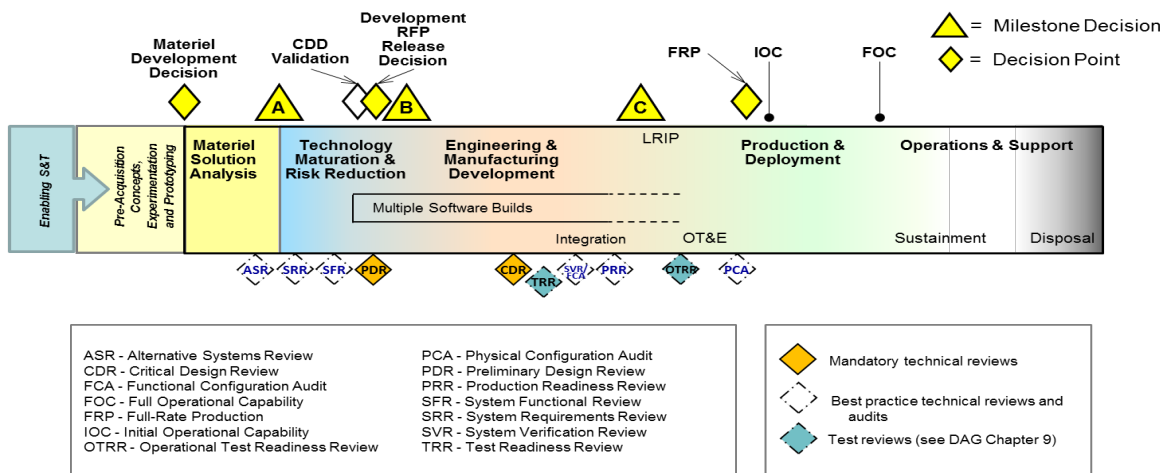 Materiel
Development
Decision
CDD
Validation
Development
RFP
Release
Decision
FRP
IOC
FOC
= Milestone Decision
= Decision Point
A
B
C
Enabling S&T
Pre-Acquisition
Concepts,
Experimentation
and Prototyping
Materiel
Solution
Analysis
Technology
Maturation &
Risk Reduction
Engineering &
Manufacturing
Development
LRIP
Production &
Deployment
Operations & Support
Multiple Software Builds
Integration
OT&E
Sustainment
Disposal
ASR
SRR
SFR
PDR
CDR
TRR
SVR/
FCA
PRR
OTRR
PCA
ASR - Alternative Systems Review
CDR - Critical Design Review
FCA - Functional Configuration Audit
FOC - Full Operational Capability
FRP - Full-Rate Production
IOC - Initial Operational Capability
OTRR - Operational Test Readiness Review
PCA - Physical Configuration Audit
PDR - Preliminary Design Review
PRR - Production Readiness Review
SFR - System Functional Review
SRR - System Requirements Review
SVR - System Verification Review
TRR - Test Readiness Review
Mandatory technical reviews
Best practice technical reviews and
audits
Test reviews (see DAG Chapter 9)